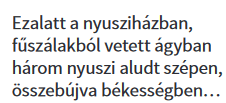 Ezalatt a nyusziházban,
fűszálakból vetett ágyban
három nyuszi aludt szépen,
összebújva békességben…